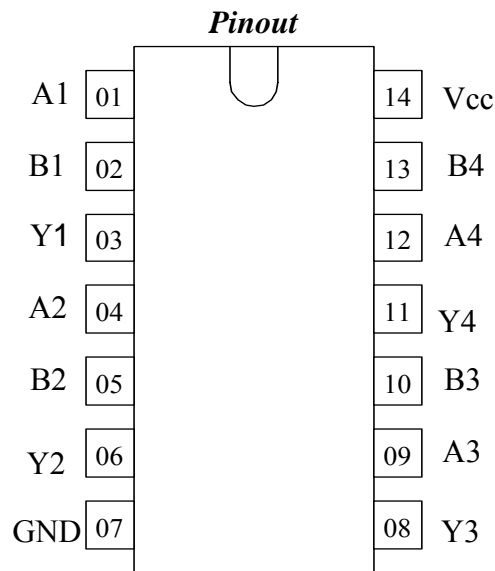 Pinout
A1 01 14 Vcc
B1 02 13 B4
Y1 03 12 A4
A2 04 11 Y4
B2 05 10 B3
Y2 06 09 A3
GND 07 08 Y3